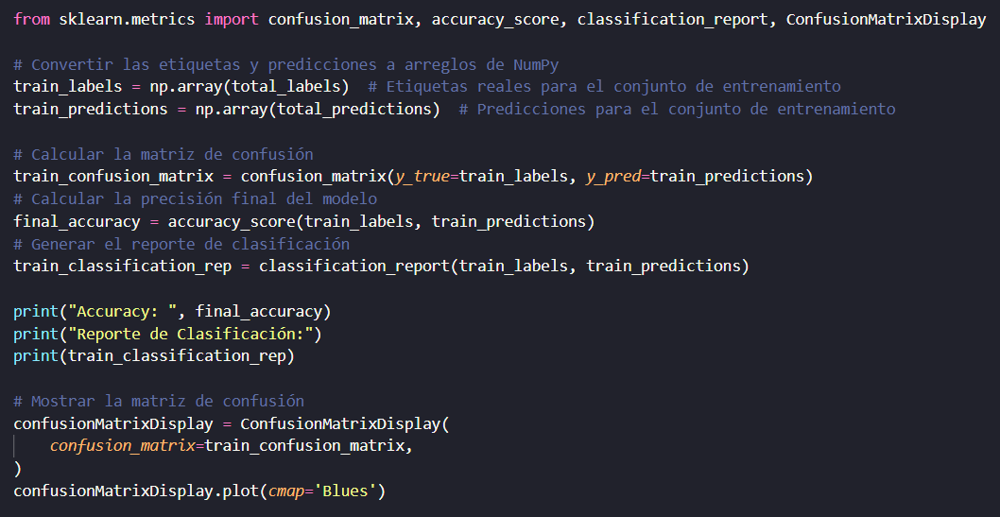 from sklearn.metrics import confusion_matrix, accuracy_score, classification_report, ConfusionMatrixDisplay
# Convertir las etiquetas y predicciones a arreglos de NumPy
train_labels = np.array(total_labels)  # Etiquetas reales para el conjunto de entrenamiento
train_predictions = np.array(total_predictions)  # Predicciones para el conjunto de entrenamiento
# Calcular la matriz de confusión
train_confusion_matrix = confusion_matrix(y_true=train_labels, y_pred=train_predictions)
# Calcular la precisión final del modelo
final_accuracy = accuracy_score(train_labels, train_predictions)
# Generar el reporte de clasificación
train_classification_rep = classification_report(train_labels, train_predictions)
print("Accuracy: ", final_accuracy)
print("Reporte de Clasificación:")
print(train_classification_rep)
# Mostrar la matriz de confusión
confusionMatrixDisplay = ConfusionMatrixDisplay(
    confusion_matrix=train_confusion_matrix,
)
confusionMatrixDisplay.plot(cmap='Blues')